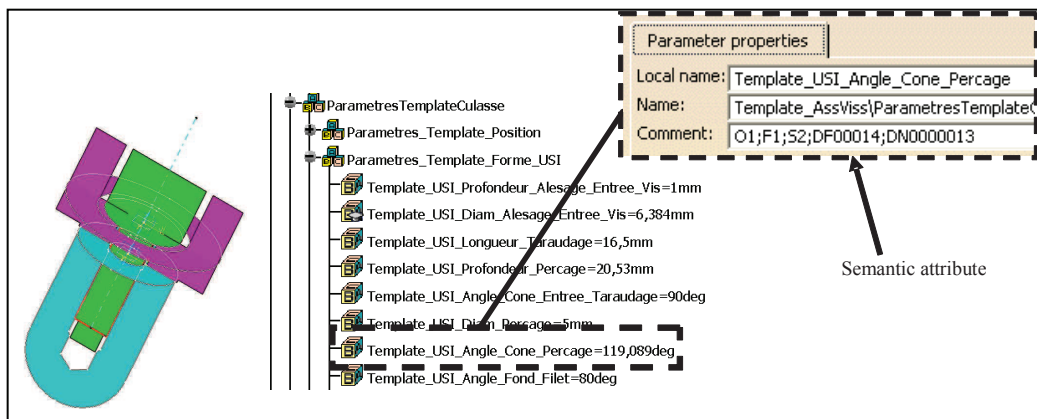 Parameter properties
Local name: Template_USI_Angle_Cone_Percage
Name: Template_AssViss\ParametresTemplateC
Comment: O1;F1;S2;DF00014;DN0000013
ParametresTemplateCulasse
Parametres_Template_Position
Parametres_Template_Forme_USI
Template_USI_Profondeur_Alesage_Entree_Vis=1mm
Template_USI_Diam_Alesage_Entree_Vis=6,384mm
Template_USI_Longueur_Taraudage=16,5mm
Template_USI_Profondeur_Percage=20,53mm
Template_USI_Angle_Cone_Entree_Taraudage=90deg
Template_USI_Diam_Percage=5mm
Template_USI_Angle_Cone_Percage=119,089deg
Template_USI_Angle_Fond_Filet=80deg
Semantic attribute